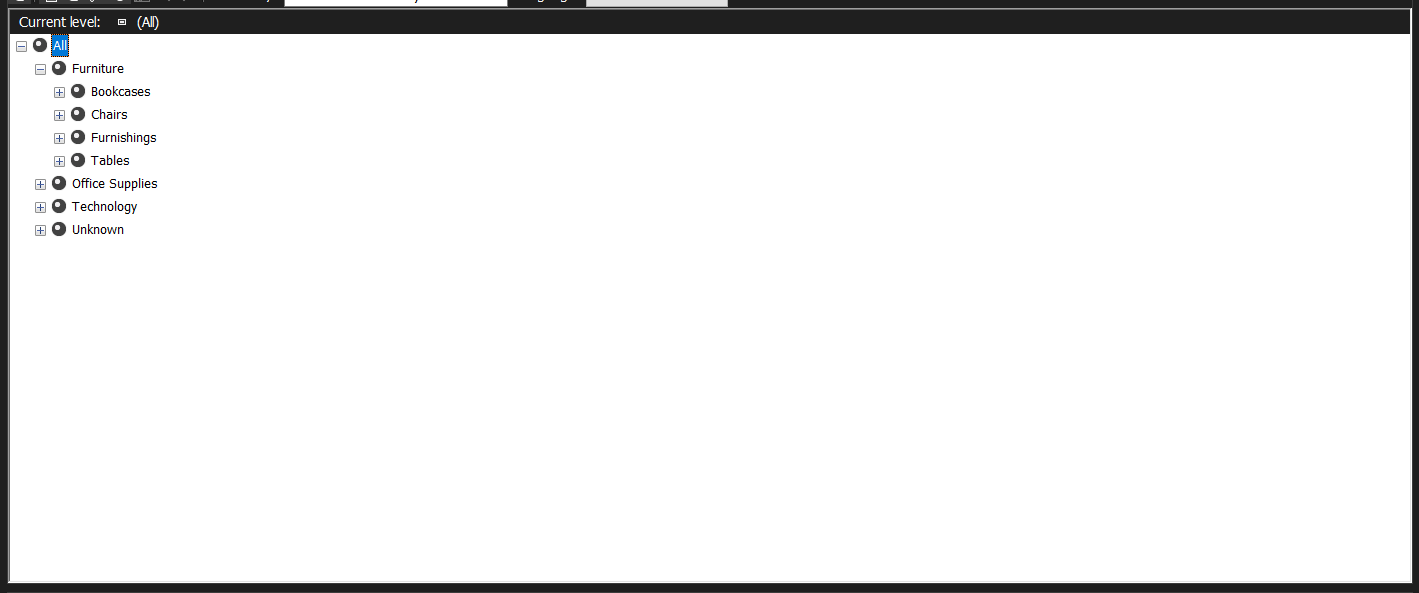 Current level: (All)
All
Furniture
Bookcases
Chairs
Furnishings
Tables
Office Supplies
Technology
Unknown